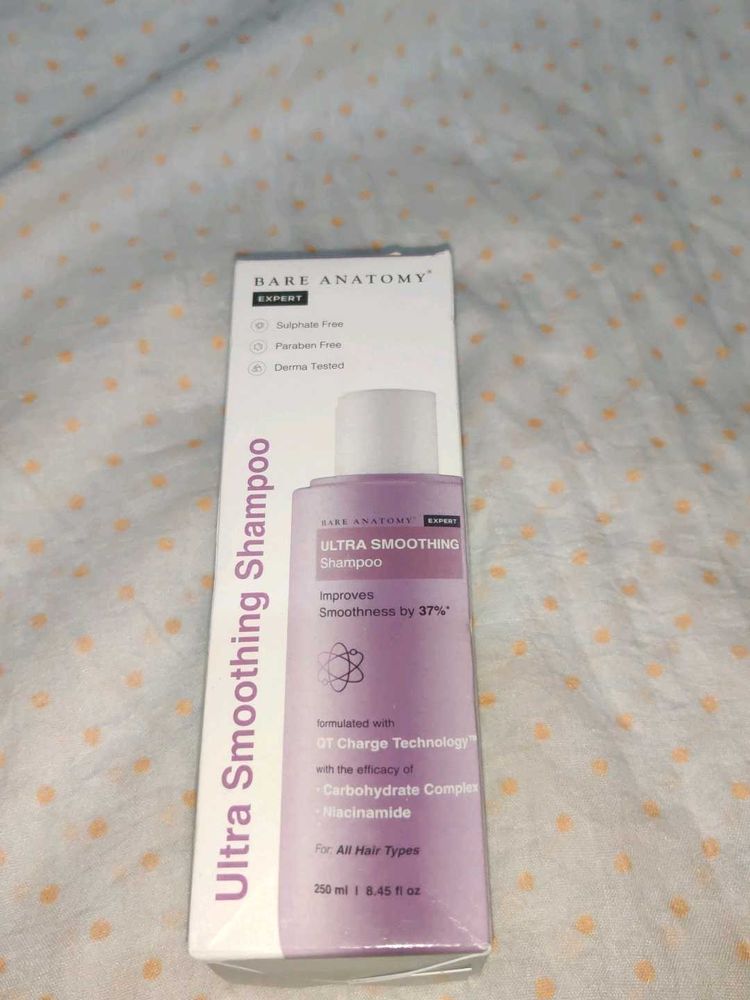 BARE ANATOMY®
EXPERT
Sulphate Free
Paraben Free
Derma Tested
Ultra Smoothing Shampoo
BARE ANATOMY EXPERT
ULTRA SMOOTHING
Shampoo
Improves
Smoothness by 37%*
formulated with
QT Charge Technology™
with the efficacy of
• Carbohydrate Complex
• Niacinamide
For: All Hair Types
250 ml | 8.45 fl oz